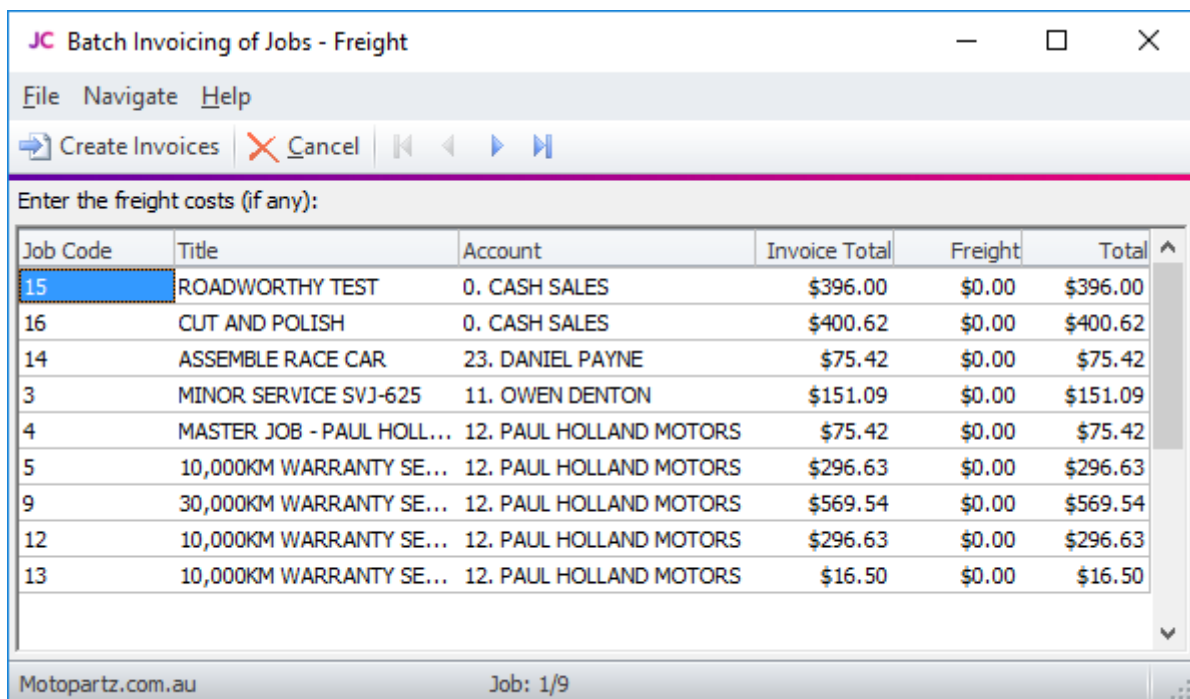 JC Batch Invoicing of Jobs - Freight
File Navigate Help
Create Invoices Cancel
Enter the freight costs (if any):
Job Code Title Account Invoice Total Freight Total
15 ROADWORTHY TEST 0. CASH SALES $396.00 $0.00 $396.00
16 CUT AND POLISH 0. CASH SALES $400.62 $0.00 $400.62
14 ASSEMBLE RACE CAR 23. DANIEL PAYNE $75.42 $0.00 $75.42
3 MINOR SERVICE SVJ-625 11. OWEN DENTON $151.09 $0.00 $151.09
4 MASTER JOB - PAUL HOLL... 12. PAUL HOLLAND MOTORS $75.42 $0.00 $75.42
5 10,000KM WARRANTY SE... 12. PAUL HOLLAND MOTORS $296.63 $0.00 $296.63
9 30,000KM WARRANTY SE... 12. PAUL HOLLAND MOTORS $569.54 $0.00 $569.54
12 10,000KM WARRANTY SE... 12. PAUL HOLLAND MOTORS $296.63 $0.00 $296.63
13 10,000KM WARRANTY SE... 12. PAUL HOLLAND MOTORS $16.50 $0.00 $16.50
Motopartz.com.au Job: 1/9